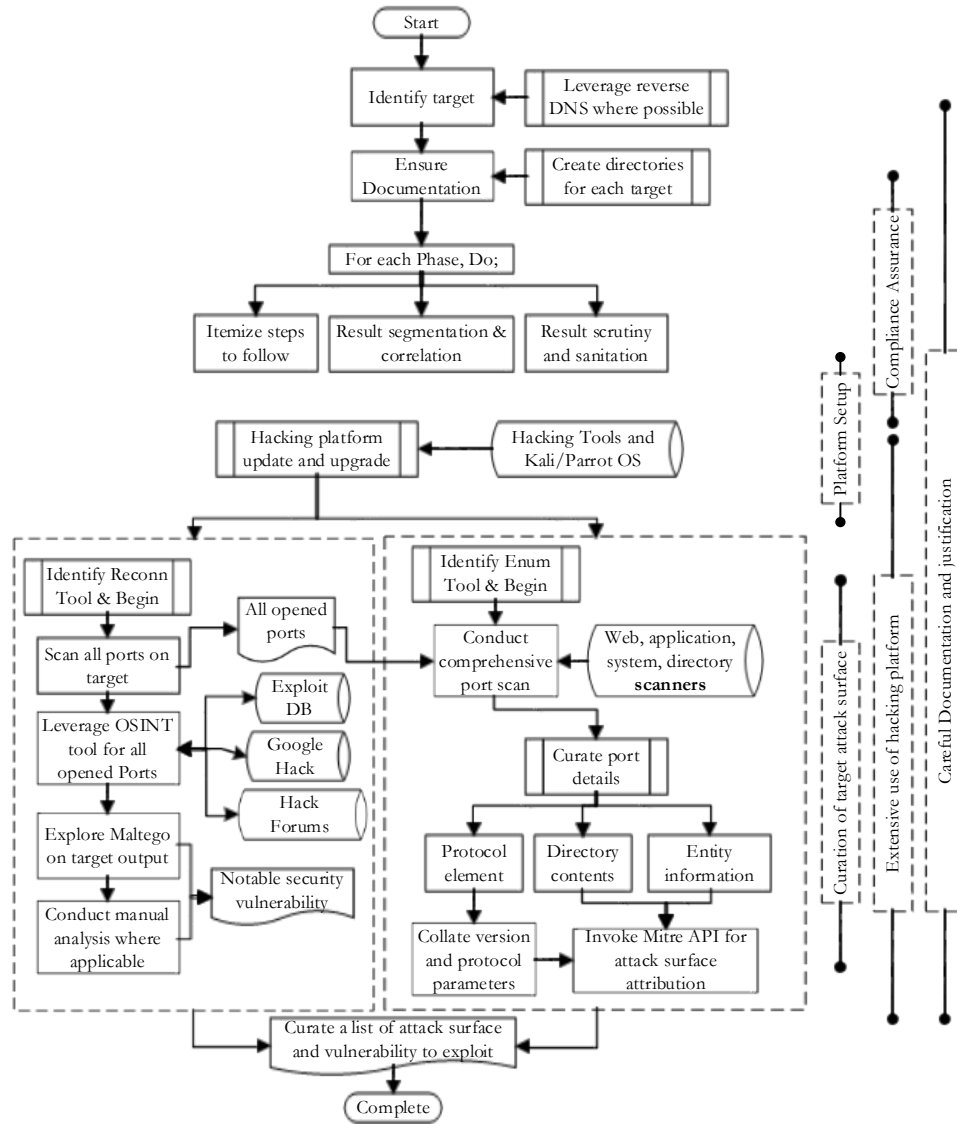 Start
Identify target
Leverage reverse
DNS where possible
Ensure
Documentation
Create directories
for each target
For each Phase, Do;
Itemize steps
to follow
Result segmentation &
correlation
Result scrutiny
and sanitation
Hacking platform
update and upgrade
Hacking Tools and
Kali/Parrot OS
Identify Reconn
Tool & Begin
Scan all ports on
target
All opened
ports
Leverage OSINT
tool for all
opened Ports
Exploit
DB
Google
Hack
Hack
Forums
Explore Maltego
on target output
Conduct manual
analysis where
applicable
Notable security
vulnerability
Identify Enum
Tool & Begin
Conduct
comprehensive
port scan
Web, application,
system, directory
scanners
Curate port
details
Protocol
element
Directory
contents
Entity
information
Collate version
and protocol
parameters
Invoke Mitre API for
attack surface
attribution
Curate a list of attack surface
and vulnerability to exploit
Complete
Platform Setup
Curation of target attack surface
Compliance Assurance
Extensive use of hacking platform
Careful Documentation and justification